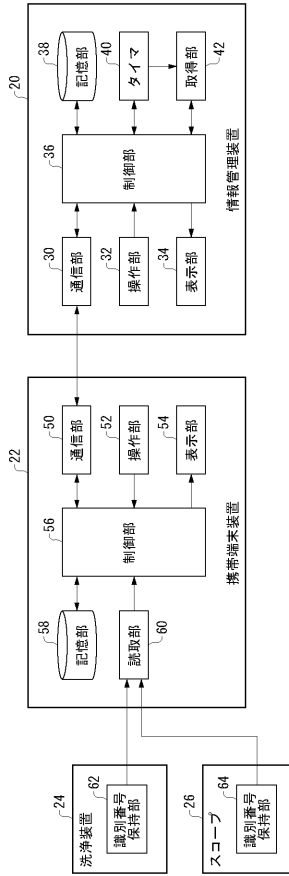 24
洗浄装置
62
識別番号
保持部
26
スコープ
64
識別番号
保持部
22
58
記憶部
60
読取部
56
制御部
50
通信部
52
操作部
54
表示部
携帯端末装置
20
30
通信部
32
操作部
34
表示部
36
制御部
38
記憶部
40
タイマ
42
取得部
情報管理装置